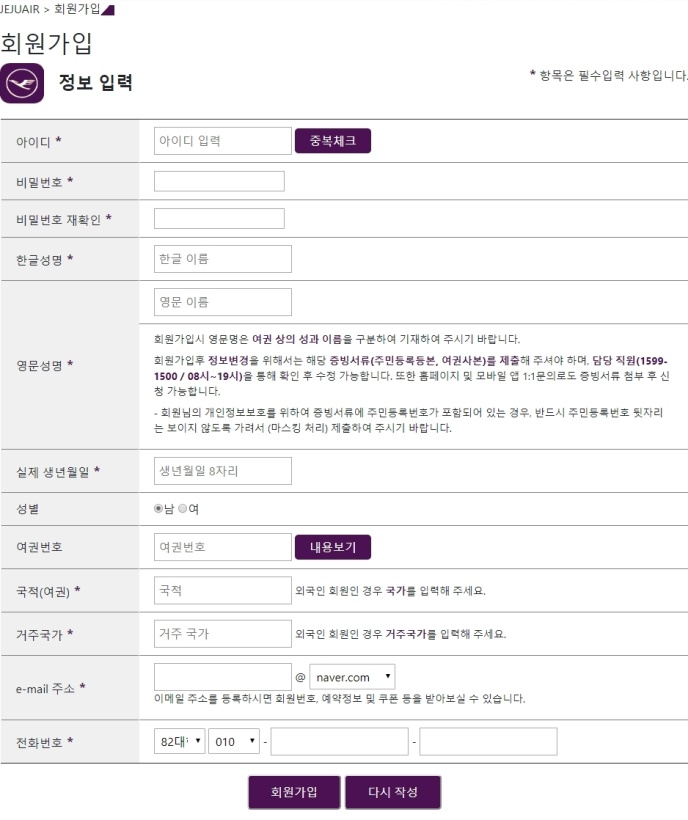 JEJUAIR > 회원가입
회원가입
정보 입력
* 항목은 필수입력 사항입니다.
아이디 *
아이디 입력
중복체크
비밀번호 *
비밀번호 재확인 *
한글성명 *
한글 이름
영문성명 *
영문 이름
회원가입시 영문명은 여권 상의 성과 이름을 구분하여 기재하여 주시기 바랍니다.
회원가입후 정보변경을 위해서는 해당 증빙서류(주민등록등본, 여권사본)를 제출해 주셔야 하며. 담당 직원(1599-
1500 / 08시~19시)을 통해 확인 후 수정 가능합니다. 또한 홈페이지 및 모바일 앱 1:1문의로도 증빙서류 첨부 후 신
청 가능합니다.
- 회원님의 개인정보보호를 위하여 증빙서류에 주민등록번호가 포함되어 있는 경우, 반드시 주민등록번호 뒷자리
는 보이지 않도록 가려서 (마스킹 처리) 제출하여 주시기 바랍니다.
실제 생년월일 *
생년월일 8자리
성별
남 여
여권번호
여권번호
내용보기
국적(여권) *
국적
외국인 회원인 경우 국가를 입력해 주세요.
거주국가 *
거주 국가
외국인 회원인 경우 거주국가를 입력해 주세요.
e-mail 주소 *
@ naver.com
이메일 주소를 등록하시면 회원번호, 예약정보 및 쿠폰 등을 받아보실 수 있습니다.
전화번호 *
82대 010 - -
회원가입
다시 작성